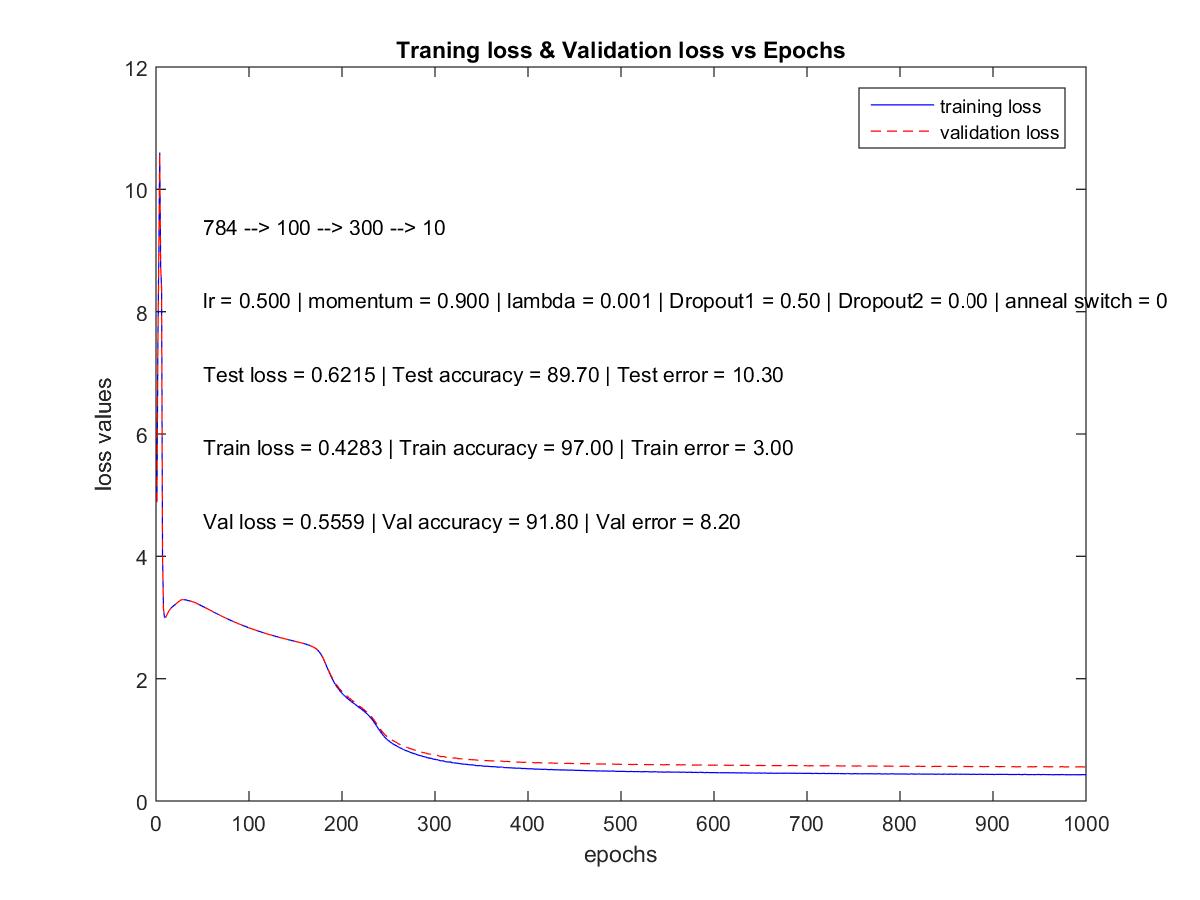 Traning loss & Validation loss vs Epochs
12
10
8
6
4
2
0
loss values
training loss
validation loss
784 --> 100 --> 300 --> 10
lr = 0.500 | momentum = 0.900 | lambda = 0.001 | Dropout1 = 0.50 | Dropout2 = 0.00 | anneal switch = 0
Test loss = 0.6215 | Test accuracy = 89.70 | Test error = 10.30
Train loss = 0.4283 | Train accuracy = 97.00 | Train error = 3.00
Val loss = 0.5559 | Val accuracy = 91.80 | Val error = 8.20
0 100 200 300 400 500 600 700 800 900 1000
epochs